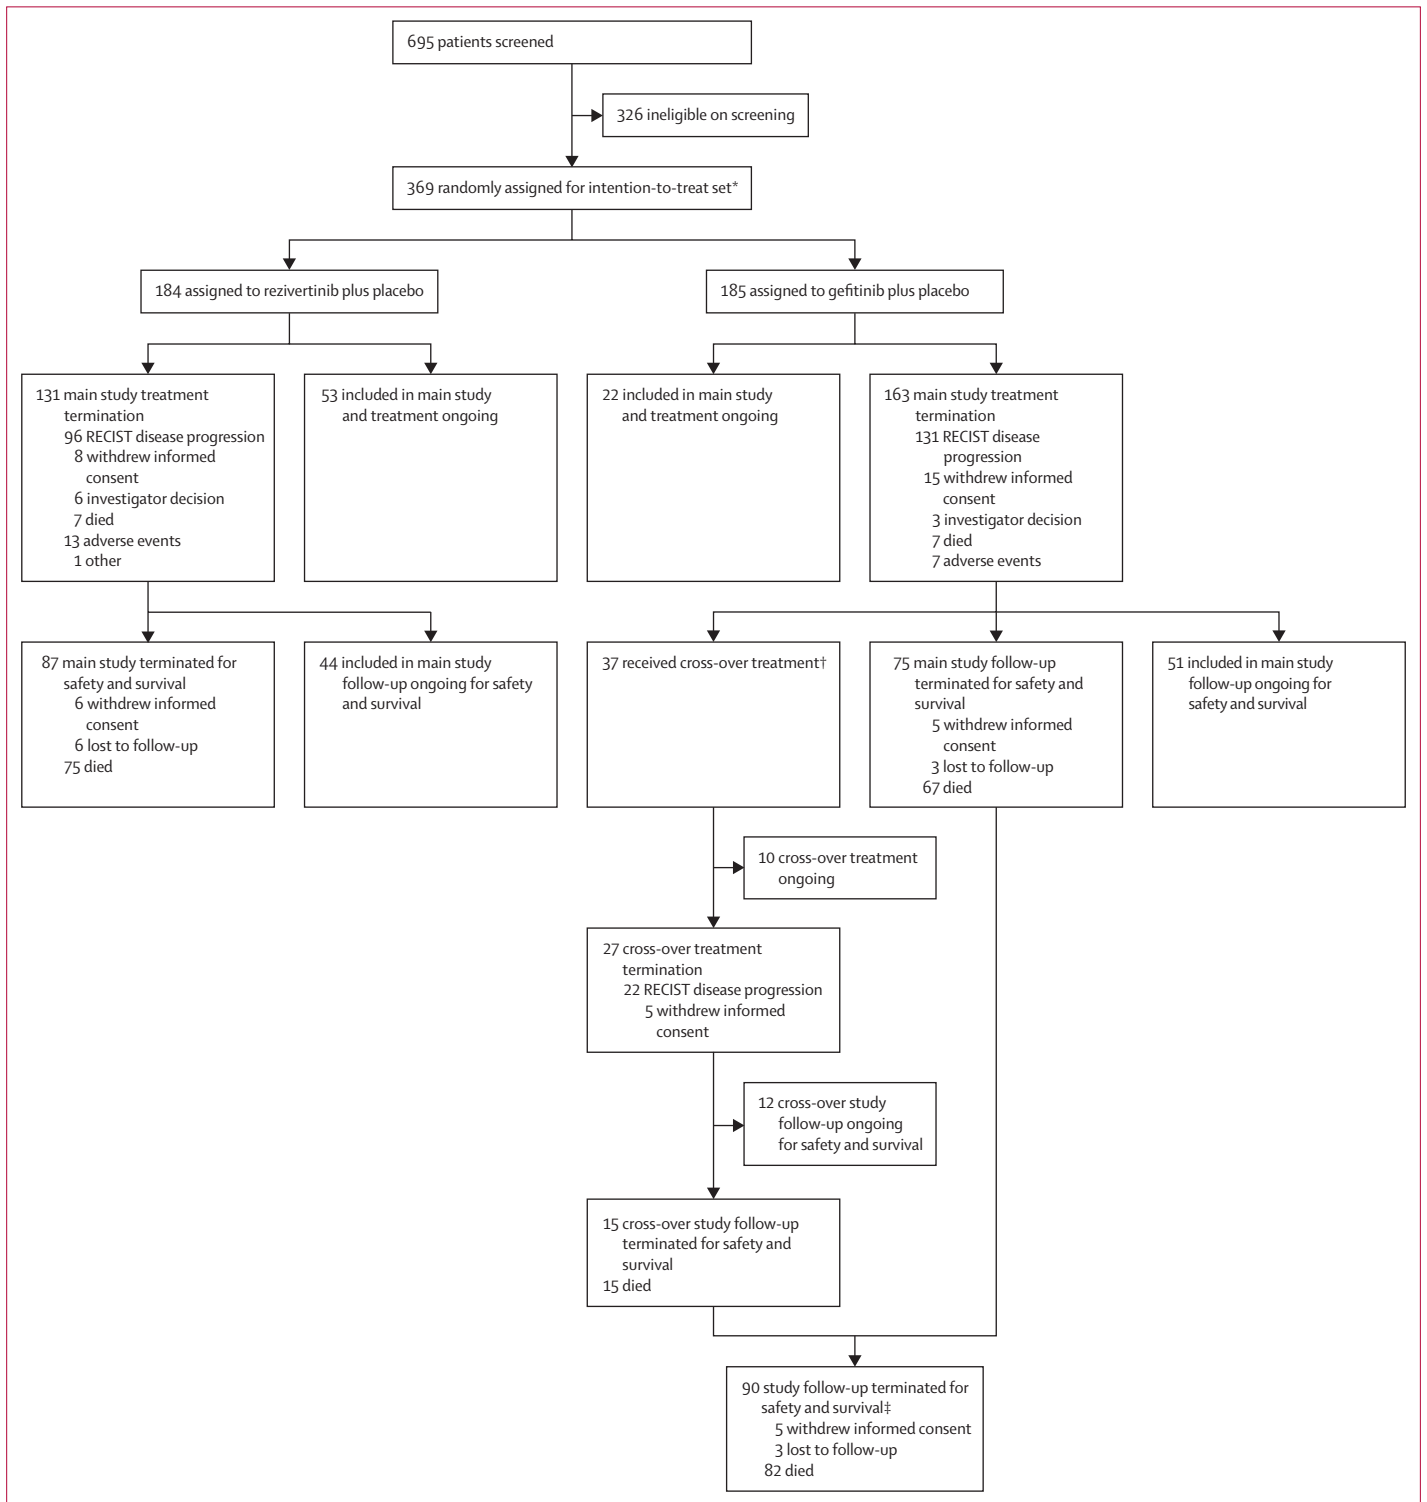 695 patients screened
326 ineligible on screening
369 randomly assigned for intention-to-treat set*
184 assigned to rezivertinib plus placebo
185 assigned to gefitinib plus placebo
131 main study treatment
termination
96 RECIST disease progression
8 withdrew informed
consent
6 investigator decision
7 died
13 adverse events
1 other
53 included in main study
and treatment ongoing
22 included in main study
and treatment ongoing
163 main study treatment
termination
131 RECIST disease
progression
15 withdrew informed
consent
3 investigator decision
7 died
7 adverse events
87 main study terminated for
safety and survival
6 withdrew informed
consent
6 lost to follow-up
75 died
44 included in main study
follow-up ongoing for safety
and survival
37 received cross-over treatment†
75 main study follow-up
terminated for safety and
survival
5 withdrew informed
consent
3 lost to follow-up
67 died
51 included in main study
follow-up ongoing for
safety and survival
10 cross-over treatment
ongoing
27 cross-over treatment
termination
22 RECIST disease progression
5 withdrew informed
consent
12 cross-over study
follow-up ongoing
for safety and survival
15 cross-over study follow-up
terminated for safety and
survival
15 died
90 study follow-up terminated for
safety and survival‡
5 withdrew informed consent
3 lost to follow-up
82 died